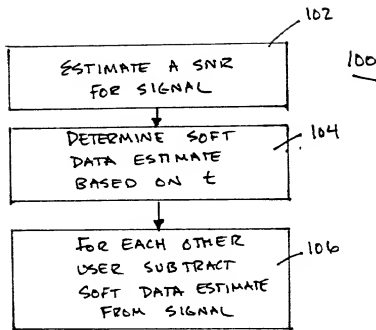 102
100
ESTIMATE A SNR
FOR SIGNAL
DETERMINE SOFT
DATA ESTIMATE
BASED ON t
104
FOR EACH OTHER
USER SUBTRACT
SOFT DATA ESTIMATE
FROM SIGNAL
106